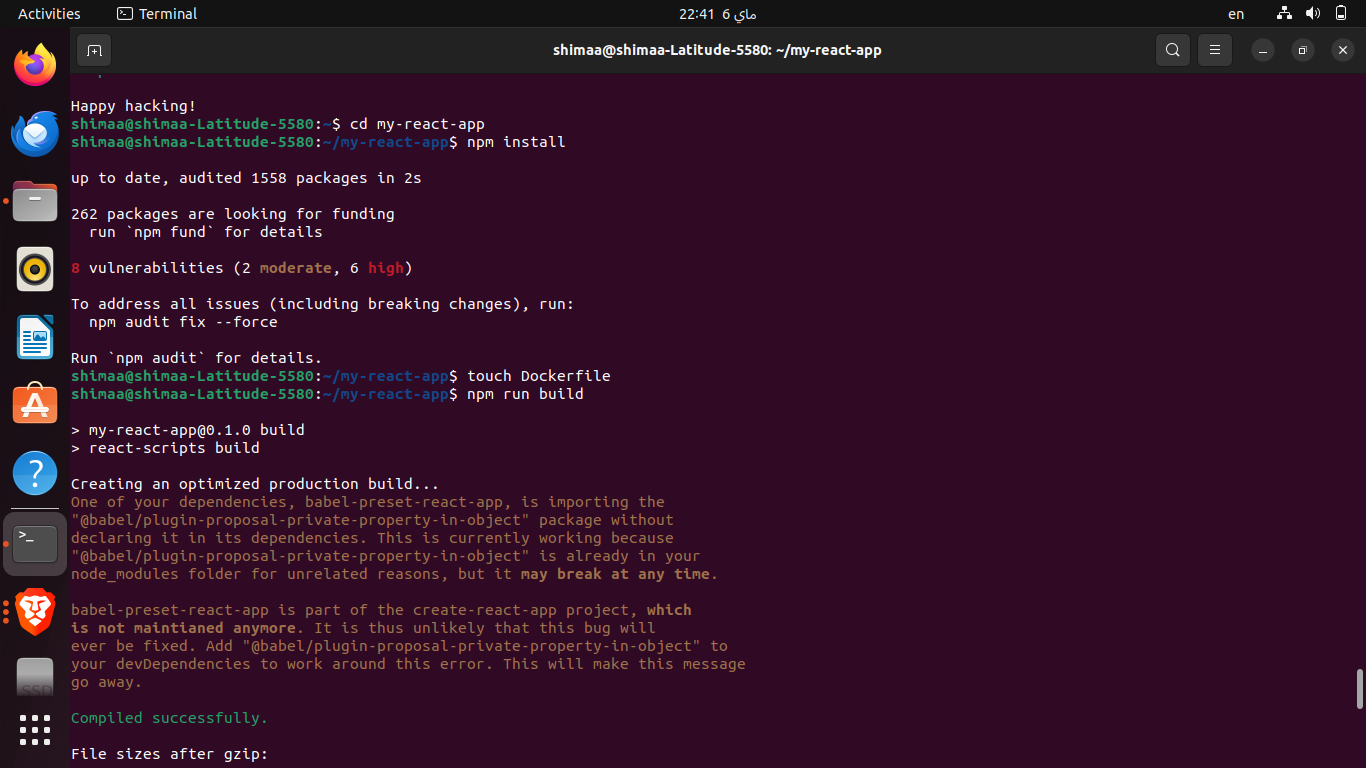 Activities
Terminal
22:41 6 ماي
en
shimaa@shimaa-Latitude-5580: ~/my-react-app
Happy hacking!
shimaa@shimaa-Latitude-5580:~$ cd my-react-app
shimaa@shimaa-Latitude-5580:~/my-react-app$ npm install
up to date, audited 1558 packages in 2s
262 packages are looking for funding
run `npm fund` for details
8 vulnerabilities (2 moderate, 6 high)
To address all issues (including breaking changes), run:
npm audit fix --force
Run `npm audit` for details.
shimaa@shimaa-Latitude-5580:~/my-react-app$ touch Dockerfile
shimaa@shimaa-Latitude-5580:~/my-react-app$ npm run build
> my-react-app@0.1.0 build
> react-scripts build
Creating an optimized production build...
One of your dependencies, babel-preset-react-app, is importing the
"@babel/plugin-proposal-private-property-in-object" package without
declaring it in its dependencies. This is currently working because
"@babel/plugin-proposal-private-property-in-object" is already in your
node_modules folder for unrelated reasons, but it may break at any time.
babel-preset-react-app is part of the create-react-app project, which
is not maintianed anymore. It is thus unlikely that this bug will
ever be fixed. Add "@babel/plugin-proposal-private-property-in-object" to
your devDependencies to work around this error. This will make this message
go away.
Compiled successfully.
File sizes after gzip:
SSD